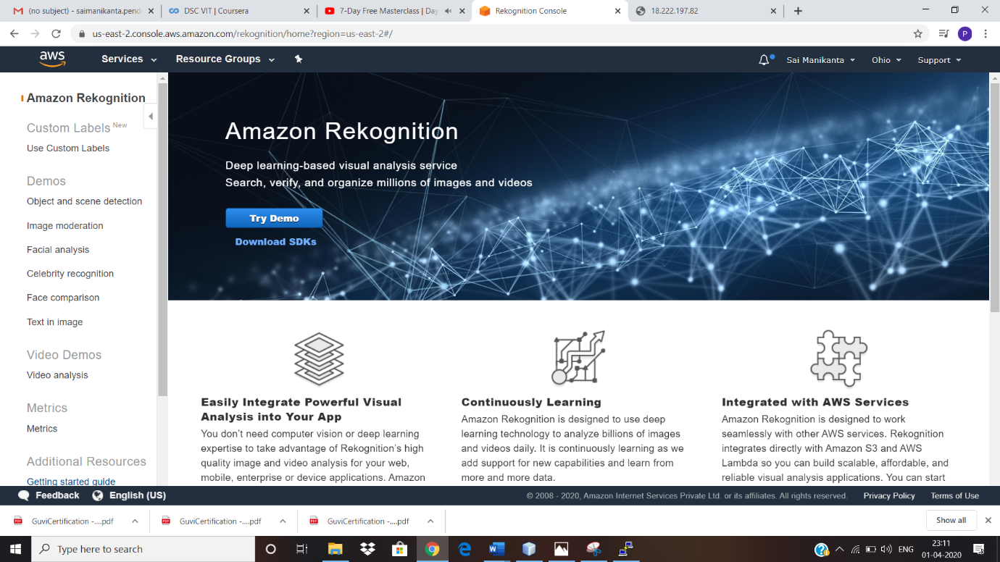 (no subject) - saimanikanta.pend
DSC VIT | Coursera
7-Day Free Masterclass | Day
Rekognition Console
18.222.197.82
us-east-2.console.aws.amazon.com/rekognition/home?region=us-east-2#/
P
aws
Services
Resource Groups
Sai Manikanta
Ohio
Support
Amazon Rekognition
Custom Labels New
Use Custom Labels
Demos
Object and scene detection
Image moderation
Facial analysis
Celebrity recognition
Face comparison
Text in image
Video Demos
Video analysis
Metrics
Metrics
Additional Resources
Getting started guide
Amazon Rekognition
Deep learning-based visual analysis service
Search, verify, and organize millions of images and videos
Try Demo
Download SDKs
Easily Integrate Powerful Visual
Analysis into Your App
You don't need computer vision or deep learning
expertise to take advantage of Rekognition's high
quality image and video analysis for your web,
mobile, enterprise or device applications. Amazon
Continuously Learning
Amazon Rekognition is designed to use deep
learning technology to analyze billions of images
and videos daily. It is continuously learning as we
add support for new capabilities and learn from
more and more data.
Integrated with AWS Services
Amazon Rekognition is designed to work
seamlessly with other AWS services. Rekognition
integrates directly with Amazon S3 and AWS
Lambda so you can build scalable, affordable, and
reliable visual analysis applications. You can start
Feedback
English (US)
© 2008 - 2020, Amazon Internet Services Private Ltd. or its affiliates. All rights reserved.
Privacy Policy
Terms of Use
GuviCertification -....pdf
GuviCertification -....pdf
GuviCertification -....pdf
Show all
Type here to search
ENG
23:11
01-04-2020